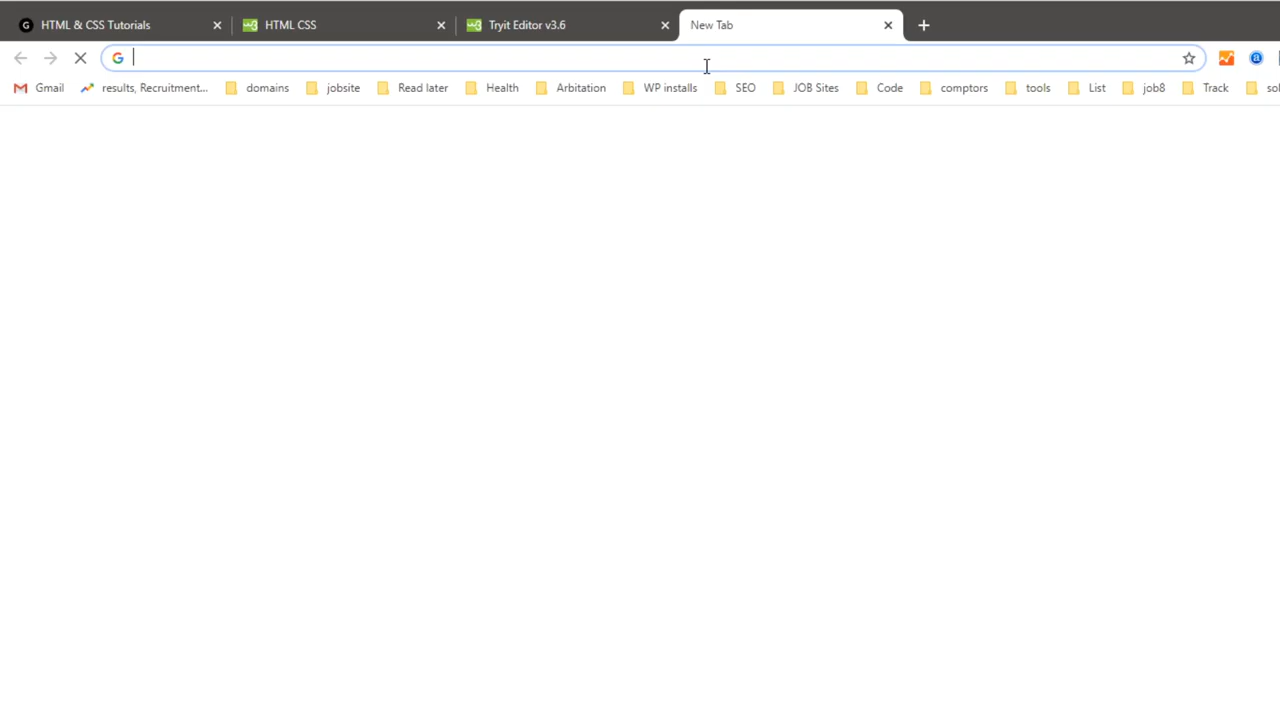 HTML & CSS Tutorials HTML CSS Tryit Editor v3.6 New Tab
Gmail results, Recruitment... domains jobsite Read later Health Arbitation WP installs SEO JOB Sites Code comptors tools List job8 Track sol